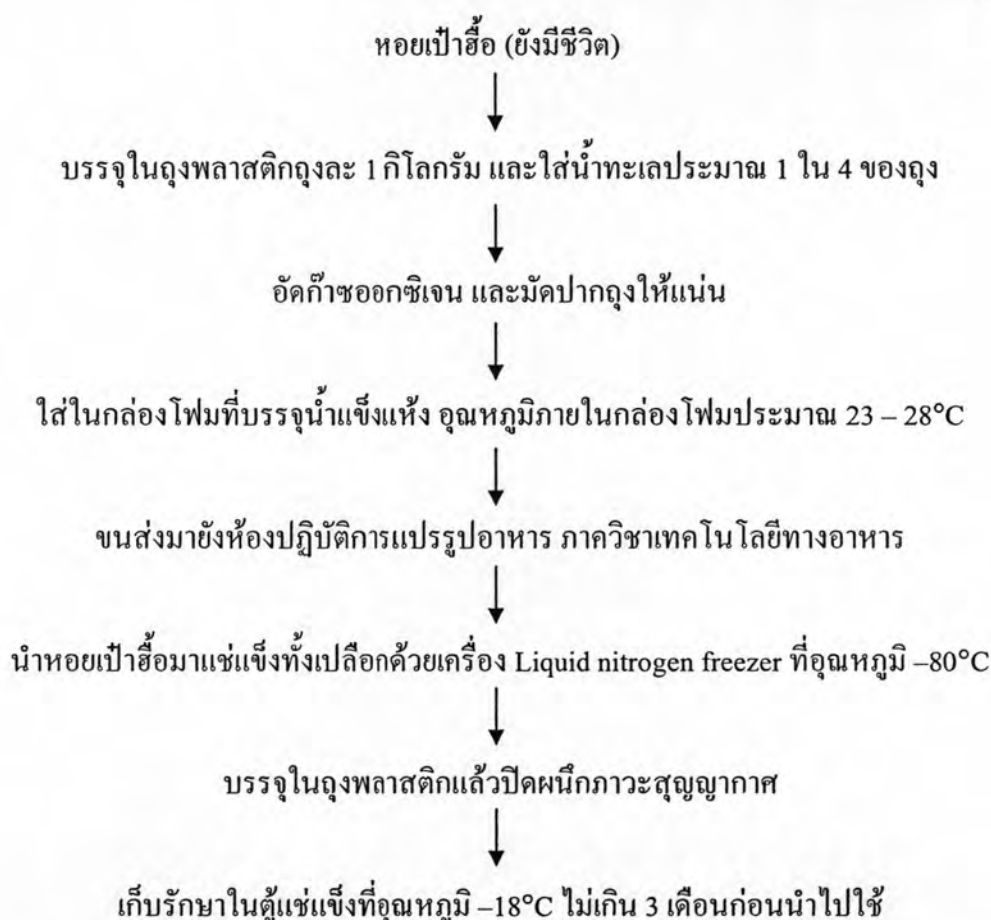 หอยเป๋าฮื้อ (ยังมีชีวิต)
บรรจุในถุงพลาสติกถุงละ 1 กิโลกรัม และใส่น้ำทะเลประมาณ 1 ใน 4 ของถุง
อัดก๊าซออกซิเจน และมัดปากถุงให้แน่น
ใส่ในกล่องโฟมที่บรรจุน้ำแข็งแห้ง อุณหภูมิภายในกล่องโฟมประมาณ 23 – 28°C
ขนส่งมายังห้องปฏิบัติการแปรรูปอาหาร ภาควิชาเทคโนโลยีทางอาหาร
นำหอยเป๋าฮื้อมาแช่แข็งทั้งเปลือกด้วยเครื่อง Liquid nitrogen freezer ที่อุณหภูมิ –80°C
บรรจุในถุงพลาสติกแล้วปิดผนึกภาวะสุญญากาศ
เก็บรักษาในตู้แช่แข็งที่อุณหภูมิ –18°C ไม่เกิน 3 เดือนก่อนนำไปใช้